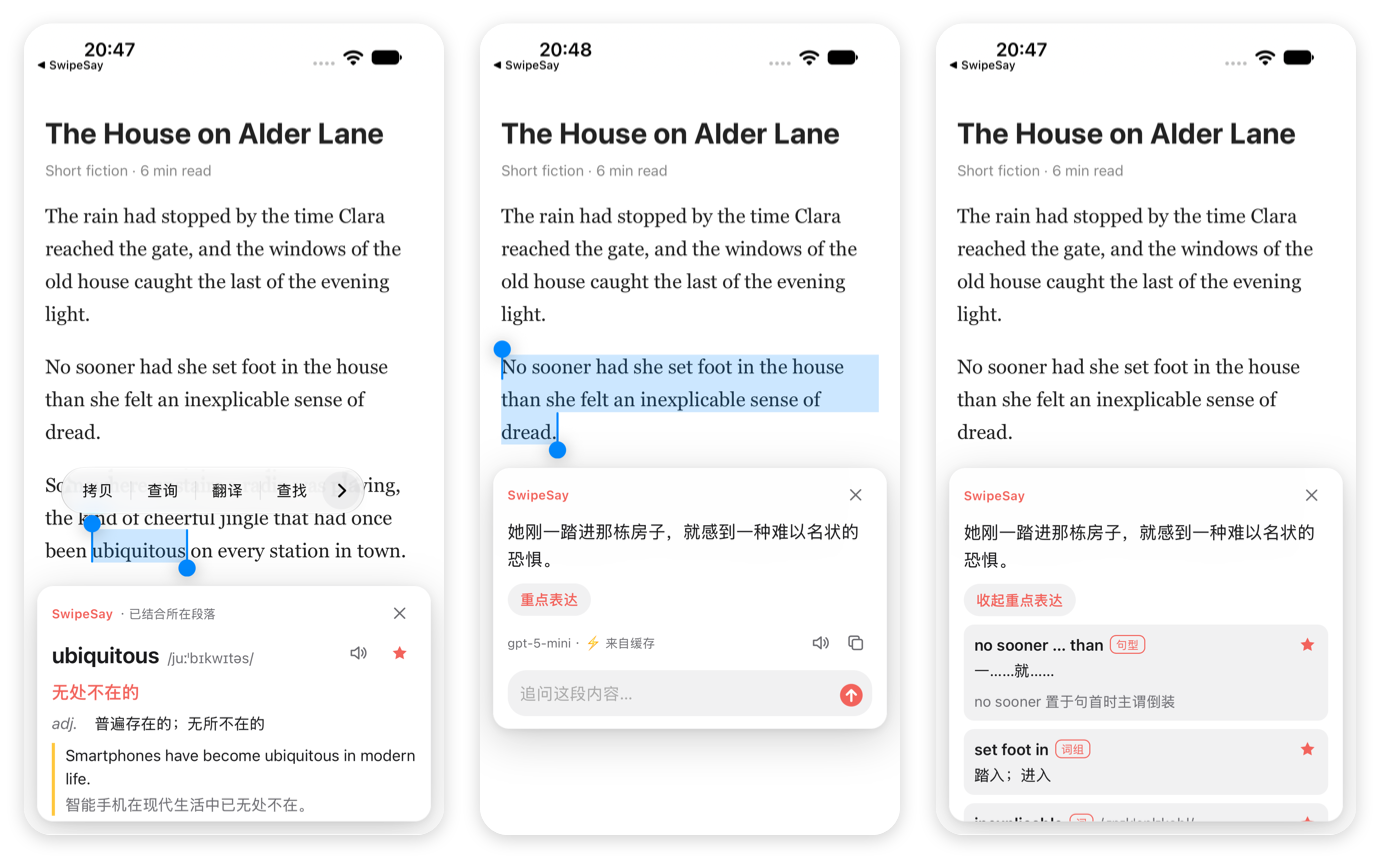 20:47
◀ SwipeSay
The House on Alder Lane
Short fiction · 6 min read
The rain had stopped by the time Clara
reached the gate, and the windows of the
old house caught the last of the evening
light.
No sooner had she set foot in the house
than she felt an inexplicable sense of
dread.
拷贝 查询 翻译 查找
the kind of cheerful jingle that had once
been ubiquitous on every station in town.
SwipeSay · 已结合所在段落
ubiquitous /juːˈbɪkwɪtəs/
无处不在的
adj. 普遍存在的；无所不在的
Smartphones have become ubiquitous in modern
life.
智能手机在现代生活中已无处不在。
20:48
◀ SwipeSay
The House on Alder Lane
Short fiction · 6 min read
The rain had stopped by the time Clara
reached the gate, and the windows of the
old house caught the last of the evening
light.
No sooner had she set foot in the house
than she felt an inexplicable sense of
dread.
SwipeSay
她刚一踏进那栋房子，就感到一种难以名状的
恐惧。
重点表达
gpt-5-mini · ⚡ 来自缓存
追问这段内容...
20:47
◀ SwipeSay
The House on Alder Lane
Short fiction · 6 min read
The rain had stopped by the time Clara
reached the gate, and the windows of the
old house caught the last of the evening
light.
No sooner had she set foot in the house
than she felt an inexplicable sense of
dread.
SwipeSay
她刚一踏进那栋房子，就感到一种难以名状的
恐惧。
收起重点表达
no sooner ... than 句型
一……就……
no sooner 置于句首时主谓倒装
set foot in 词组
踏入；进入